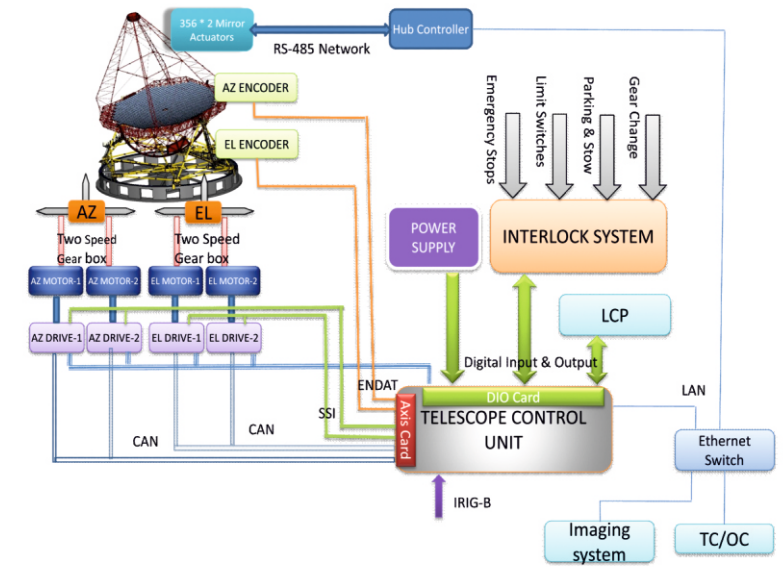 356 * 2 Mirror
Actuators
RS-485 Network
Hub Controller
AZ ENCODER
EL ENCODER
Emergency Stops
Limit Switches
Parking & Stow
Gear Change
AZ
EL
Two Speed
Gear box
Two Speed
Gear box
POWER
SUPPLY
INTERLOCK SYSTEM
AZ MOTOR-1
AZ MOTOR-2
EL MOTOR-1
EL MOTOR-2
LCP
AZ DRIVE-1
AZ DRIVE-2
EL DRIVE-1
EL DRIVE-2
Digital Input & Output
ENDAT
SSI
LAN
DIO Card
Axis Card
TELESCOPE CONTROL
UNIT
CAN
CAN
Ethernet
Switch
IRIG-B
Imaging
system
TC/OC